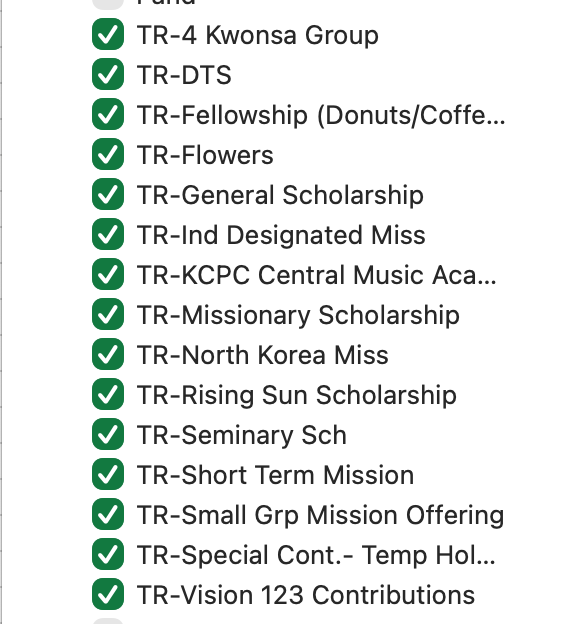 TR-4 Kwonsa Group
TR-DTS
TR-Fellowship (Donuts/Coffe...
TR-Flowers
TR-General Scholarship
TR-Ind Designated Miss
TR-KCPC Central Music Aca...
TR-Missionary Scholarship
TR-North Korea Miss
TR-Rising Sun Scholarship
TR-Seminary Sch
TR-Short Term Mission
TR-Small Grp Mission Offering
TR-Special Cont.- Temp Hol...
TR-Vision 123 Contributions